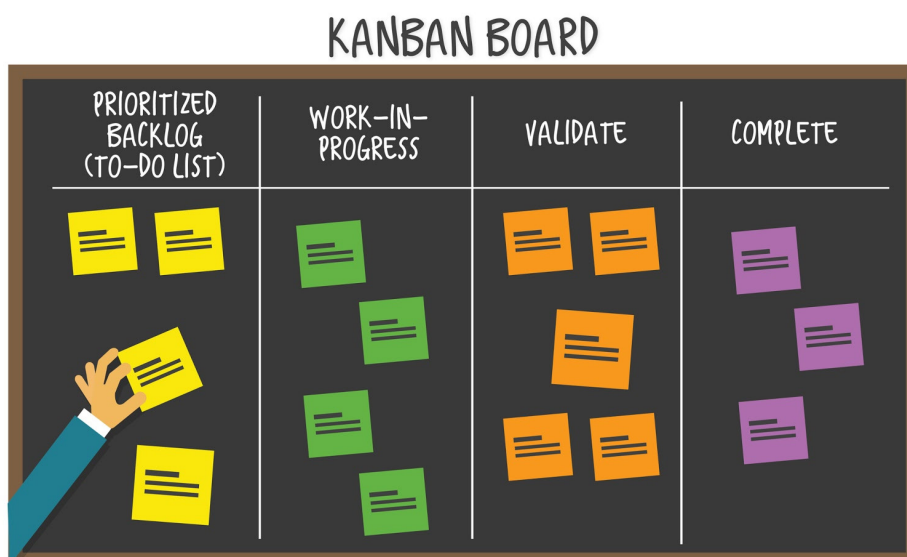 KANBAN BOARD
PRIORITIZED
BACKLOG
(TO-DO LIST)
WORK-IN-
PROGRESS
VALIDATE
COMPLETE